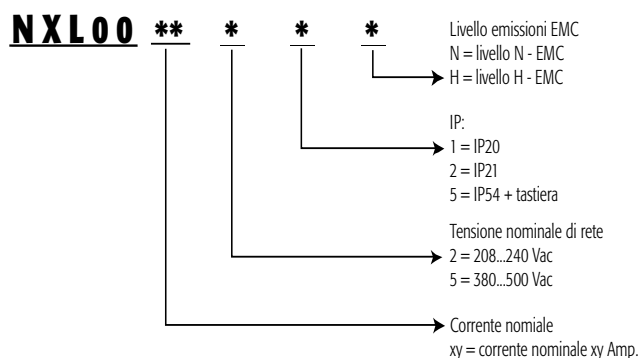 NXL00 ** * * *
Livello emissioni EMC
N = livello N - EMC
H = livello H - EMC
IP:
1 = IP20
2 = IP21
5 = IP54 + tastiera
Tensione nominale di rete
2 = 208...240 Vac
5 = 380...500 Vac
Corrente nomiale
xy = corrente nominale xy Amp.